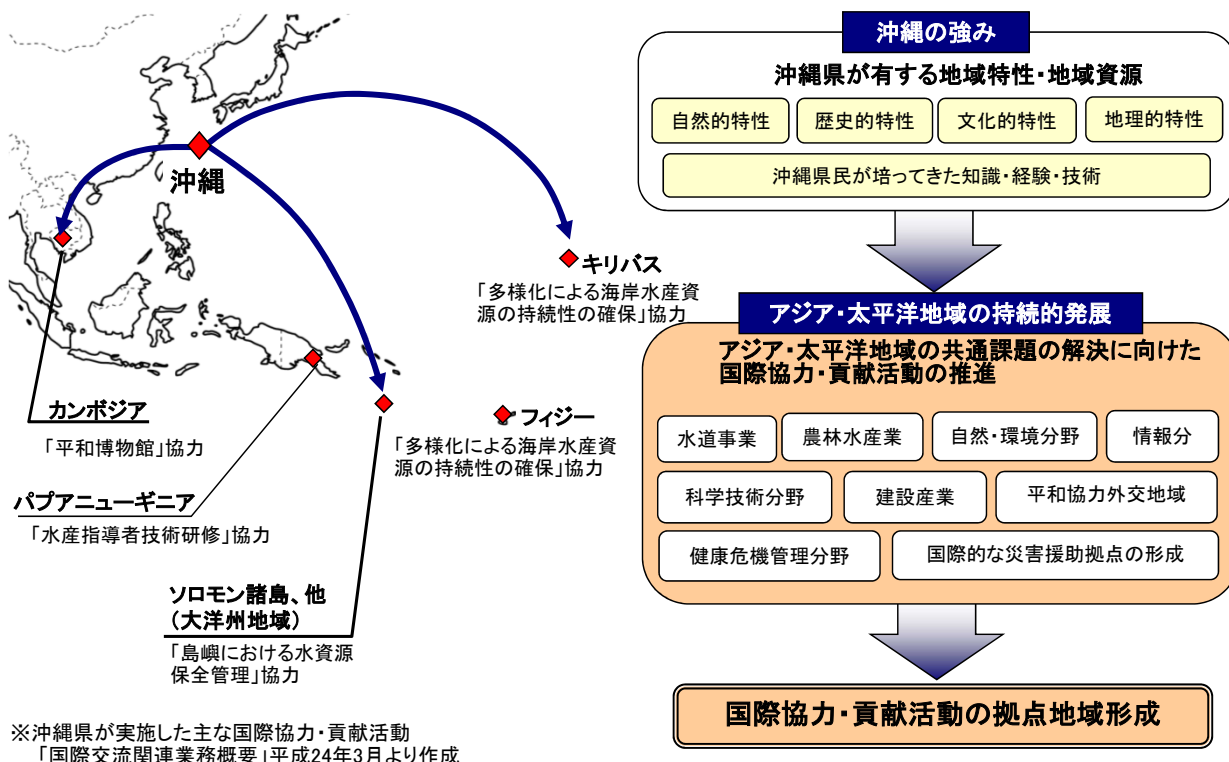 沖縄
キリバス
「多様化による海岸水産資
源の持続性の確保」協力
カンボジア
「平和博物館」協力
フィジー
「多様化による海岸水産資
源の持続性の確保」協力
パプアニューギニア
「水産指導者技術研修」協力
ソロモン諸島、他
(大洋州地域)
「島嶼における水資源
保全管理」協力
※沖縄県が実施した主な国際協力・貢献活動
「国際交流関連業務概要」平成24年3月より作成
沖縄の強み
沖縄県が有する地域特性・地域資源
自然的特性
歴史的特性
文化的特性
地理的特性
沖縄県民が培ってきた知識・経験・技術
アジア・太平洋地域の持続的発展
アジア・太平洋地域の共通課題の解決に向けた
国際協力・貢献活動の推進
水道事業
農林水産業
自然・環境分野
情報分
科学技術分野
建設産業
平和協力外交地域
健康危機管理分野
国際的な災害援助拠点の形成
国際協力・貢献活動の拠点地域形成